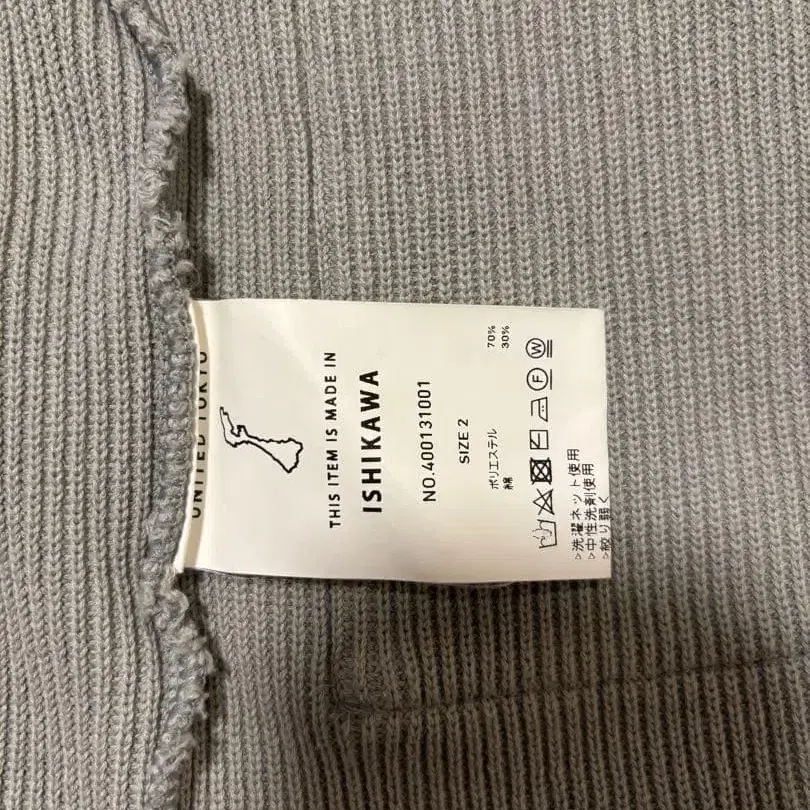 UNITED TOKYO
THIS ITEM IS MADE IN
ISHIKAWA
NO.400131001
SIZE 2
ポリエステル 70%
綿 30%
F W
>洗濯ネット使用
>中性洗剤使用
>絞り弱く